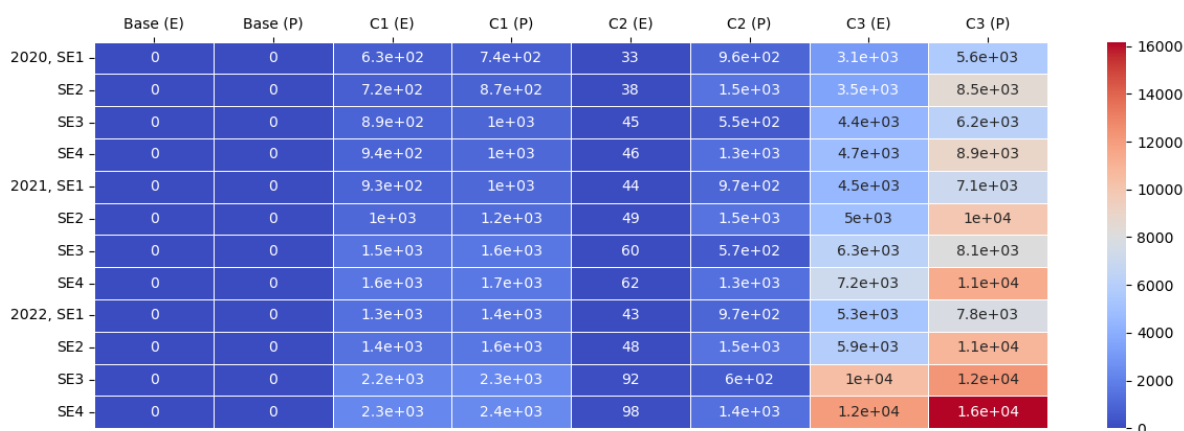 Base (E) Base (P) C1 (E) C1 (P) C2 (E) C2 (P) C3 (E) C3 (P)
2020, SE1 0 0 6.3e+02 7.4e+02 33 9.6e+02 3.1e+03 5.6e+03
SE2 0 0 7.2e+02 8.7e+02 38 1.5e+03 3.5e+03 8.5e+03
SE3 0 0 8.9e+02 1e+03 45 5.5e+02 4.4e+03 6.2e+03
SE4 0 0 9.4e+02 1e+03 46 1.3e+03 4.7e+03 8.9e+03
2021, SE1 0 0 9.3e+02 1e+03 44 9.7e+02 4.5e+03 7.1e+03
SE2 0 0 1e+03 1.2e+03 49 1.5e+03 5e+03 1e+04
SE3 0 0 1.5e+03 1.6e+03 60 5.7e+02 6.3e+03 8.1e+03
SE4 0 0 1.6e+03 1.7e+03 62 1.3e+03 7.2e+03 1.1e+04
2022, SE1 0 0 1.3e+03 1.4e+03 43 9.7e+02 5.3e+03 7.8e+03
SE2 0 0 1.4e+03 1.6e+03 48 1.5e+03 5.9e+03 1.1e+04
SE3 0 0 2.2e+03 2.3e+03 92 6e+02 1e+04 1.2e+04
SE4 0 0 2.3e+03 2.4e+03 98 1.4e+03 1.2e+04 1.6e+04
16000
14000
12000
10000
8000
6000
4000
2000
0